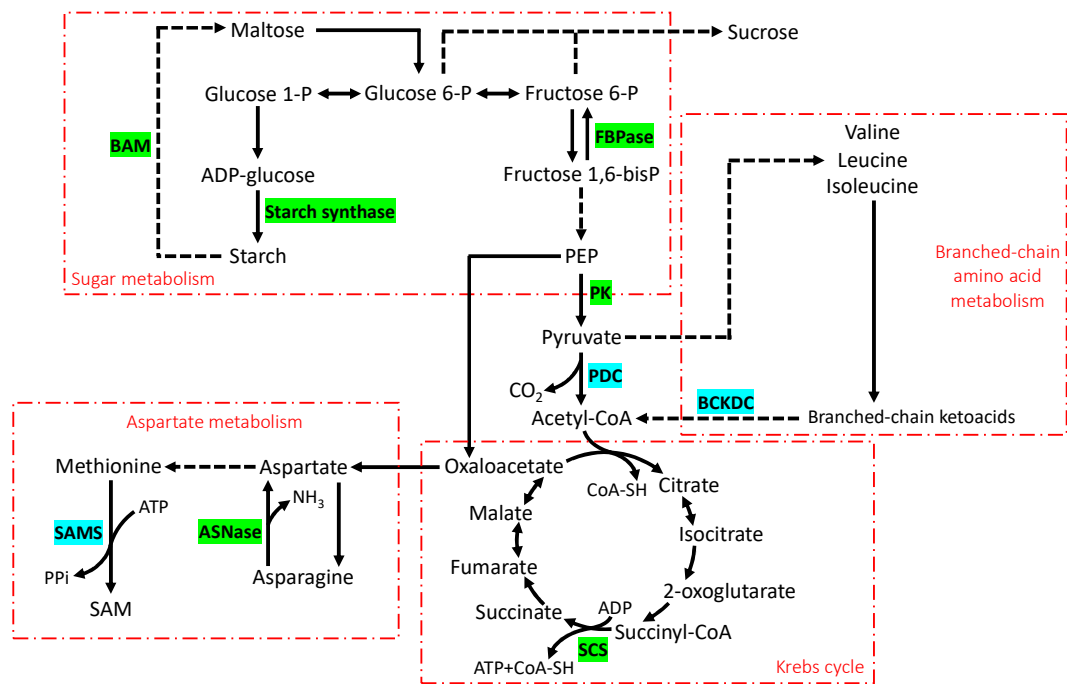 Maltose
Sucrose
Glucose 1-P
Glucose 6-P
Fructose 6-P
BAM
FBPase
ADP-glucose
Fructose 1,6-bisP
Starch synthase
Starch
PEP
Sugar metabolism
PK
Pyruvate
Valine
Leucine
Isoleucine
Branched-chain
amino acid
metabolism
PDC
CO2
BCKDC
Acetyl-CoA
Branched-chain ketoacids
Aspartate metabolism
Methionine
Aspartate
Oxaloacetate
CoA-SH
Citrate
ATP
NH3
SAMS
ASNase
Malate
Isocitrate
PPi
Asparagine
Fumarate
2-oxoglutarate
SAM
Succinate
ADP
Succinyl-CoA
SCS
ATP+CoA-SH
Krebs cycle